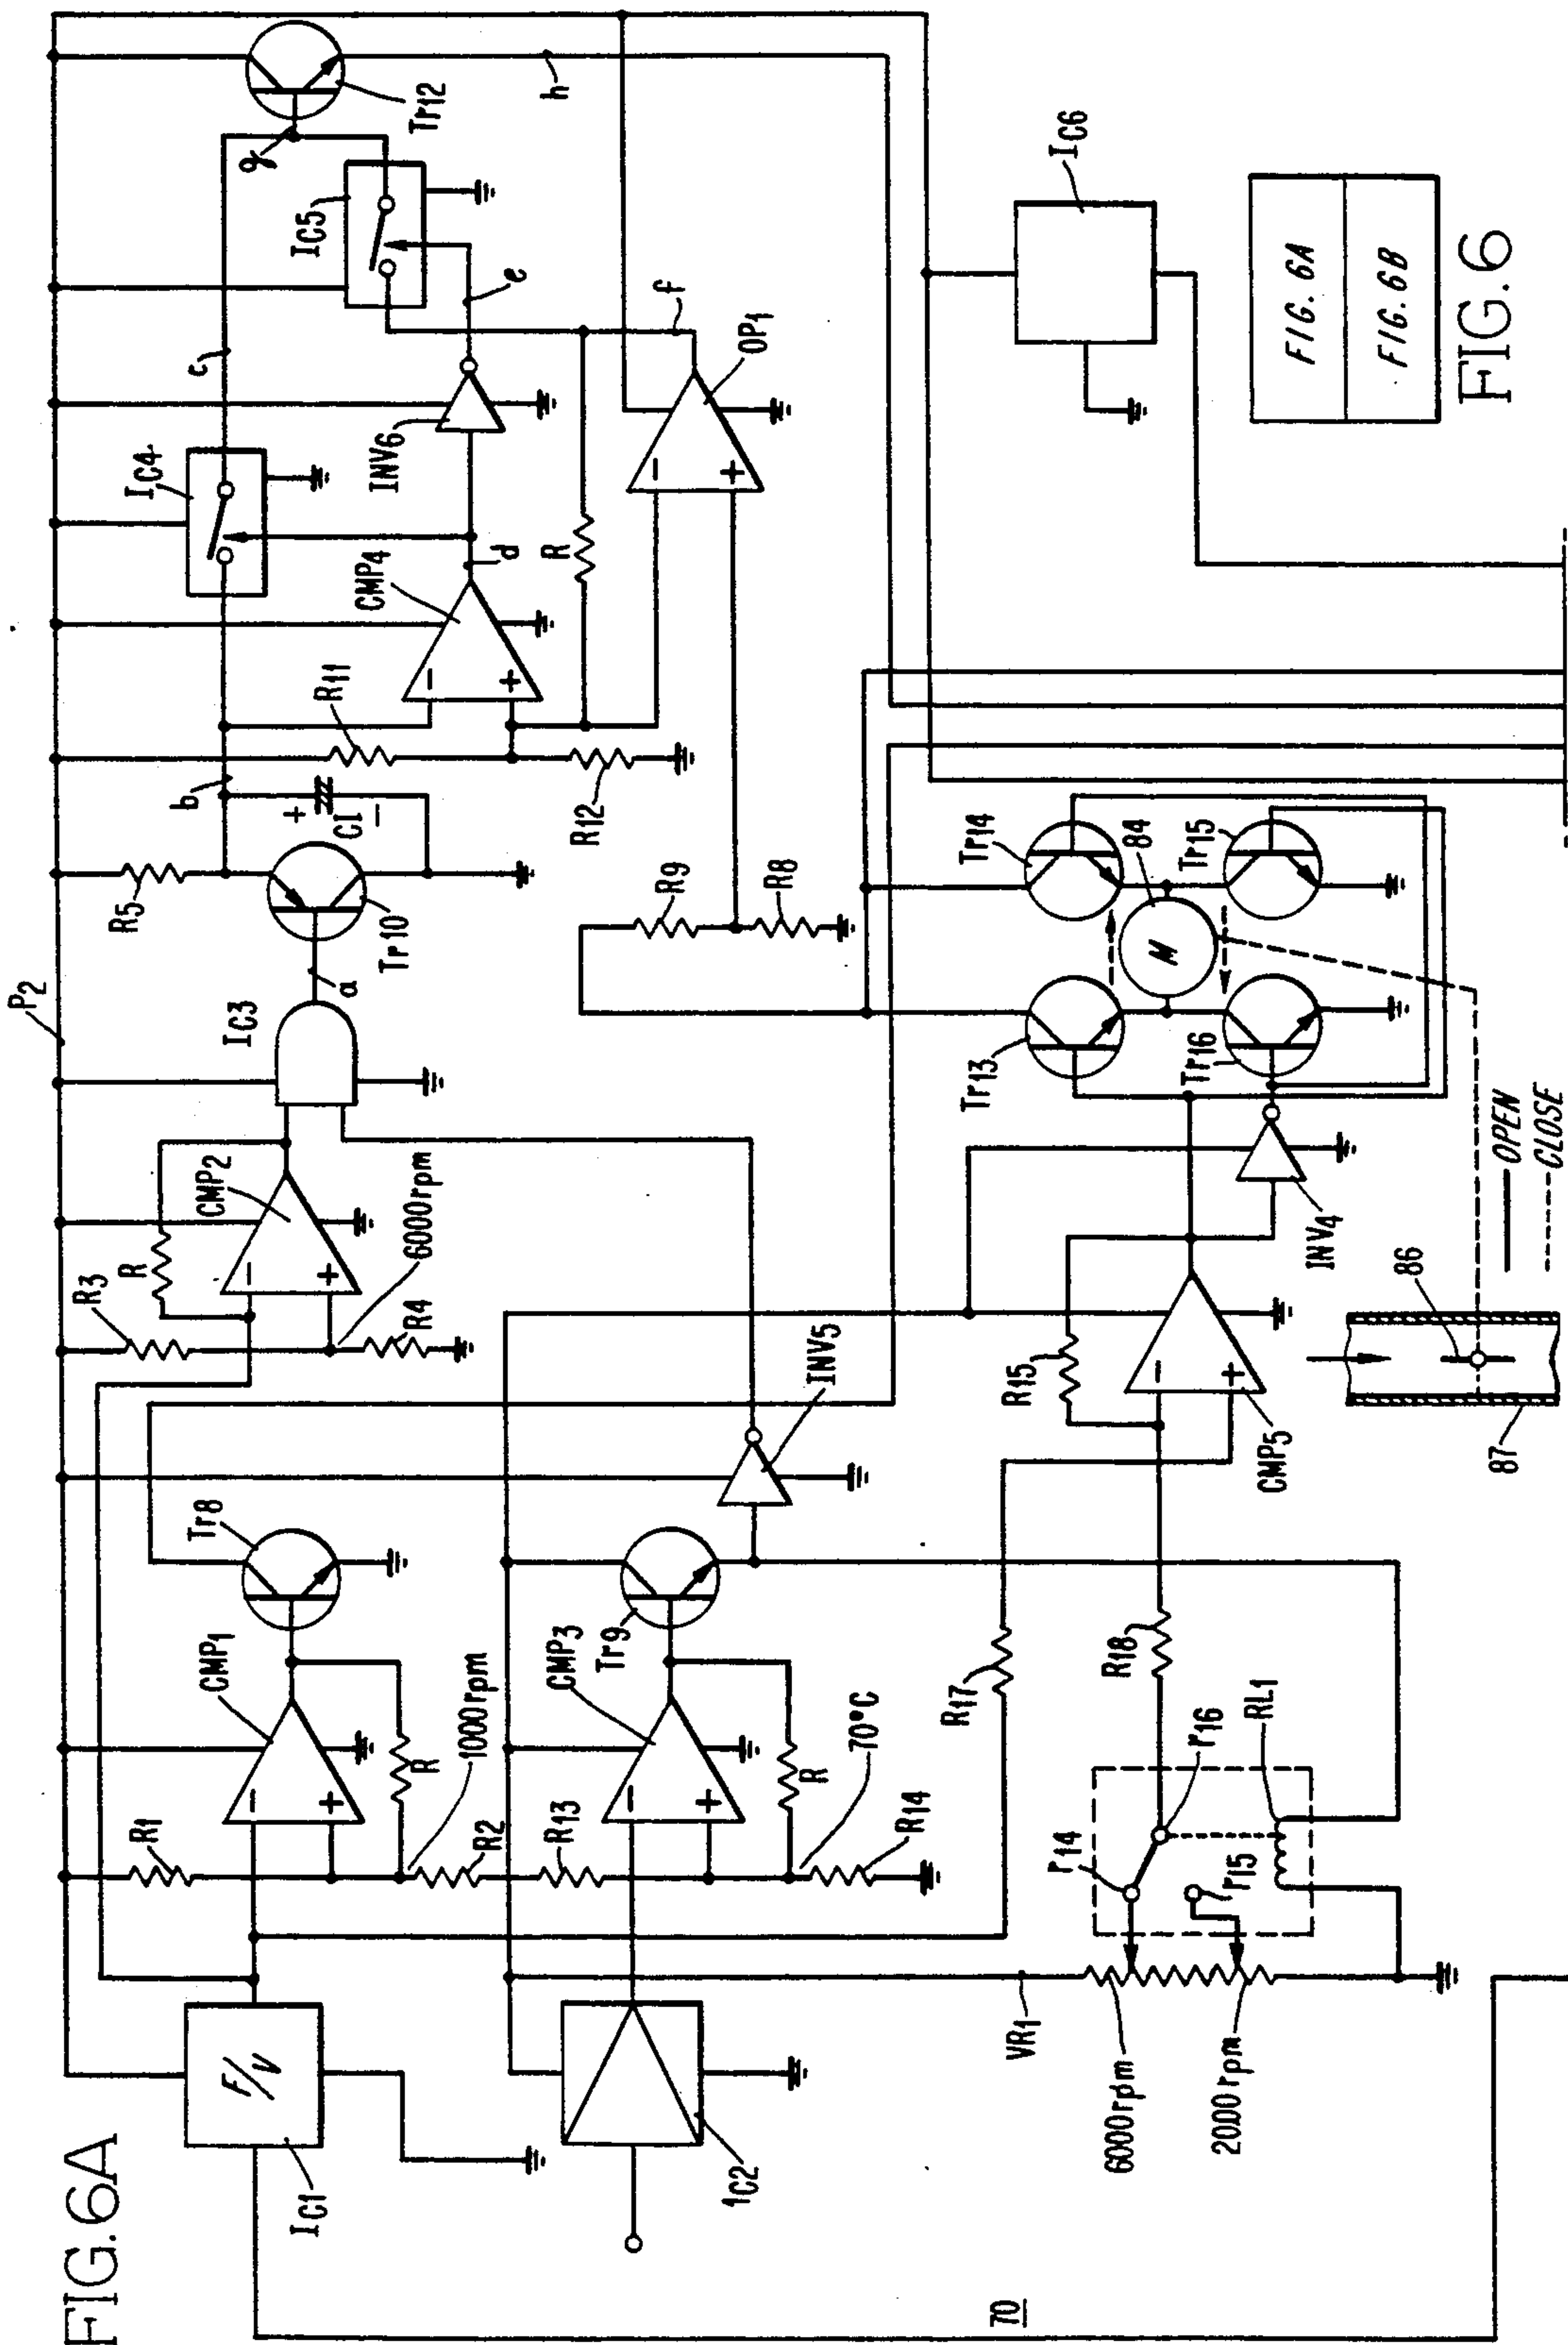 FIG.6A
P2
IC1
F/V
R1
CMP1
−
+
R
1000rpm
R2
Tr8
R3
R
CMP2
−
+
6000rpm
R4
IC3
a
R5
Tr10
b
+
CI
−
R11
R12
CMP4
−
+
d
IC4
c
INV6
e
IC5
g
Tr12
h
R
f
OP1
−
+
1C2
R13
CMP3
−
+
R
70°C
R14
Tr9
INV5
R9
R8
R17
VR1
6000rpm
2000rpm
r14
r15
r16
RL1
R18
R15
CMP5
−
+
INV4
Tr13
Tr14
Tr16
Tr15
M
84
86
87
OPEN
CLOSE
IC6
FIG. 6A
FIG. 6B
FIG.6
70